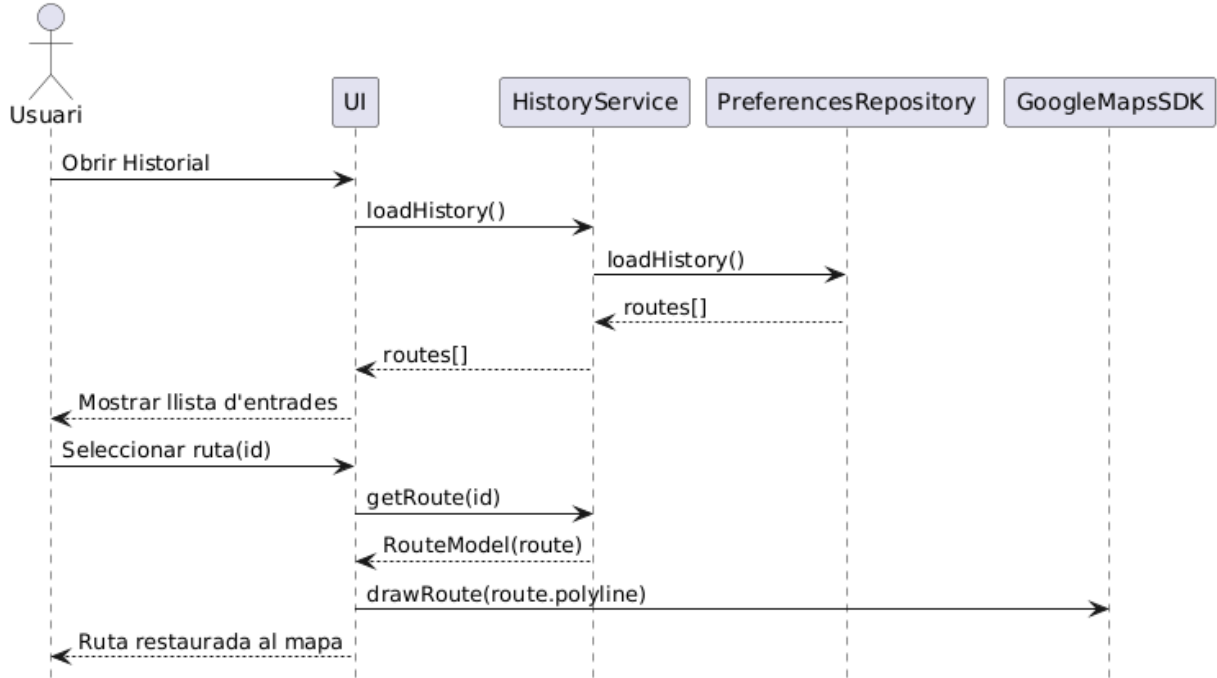 Usuari
UI
HistoryService
PreferencesRepository
GoogleMapsSDK
Obrir Historial
loadHistory()
loadHistory()
routes[]
routes[]
Mostrar llista d'entrades
Seleccionar ruta(id)
getRoute(id)
RouteModel(route)
drawRoute(route.polyline)
Ruta restaurada al mapa